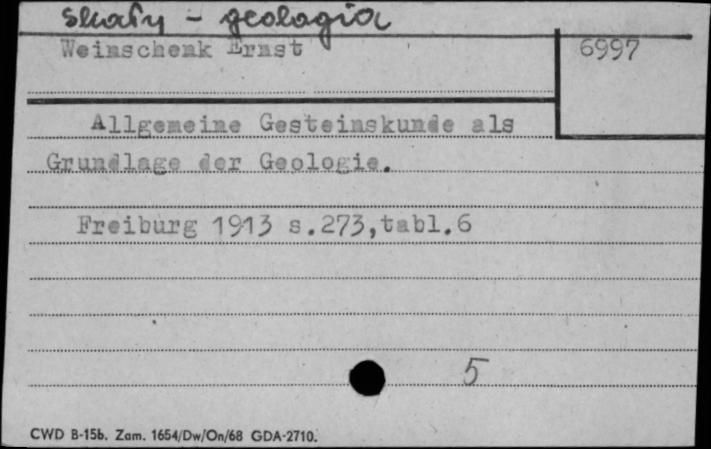 skały - geologia
Weinschenk Ernst
6997
Allgemeine Gesteinskunde als
Grundlage der Geologie.
Freiburg 1913 s.273,tabl.6
5
CWD B-15b. Zam. 1654/Dw/On/68 GDA-2710.